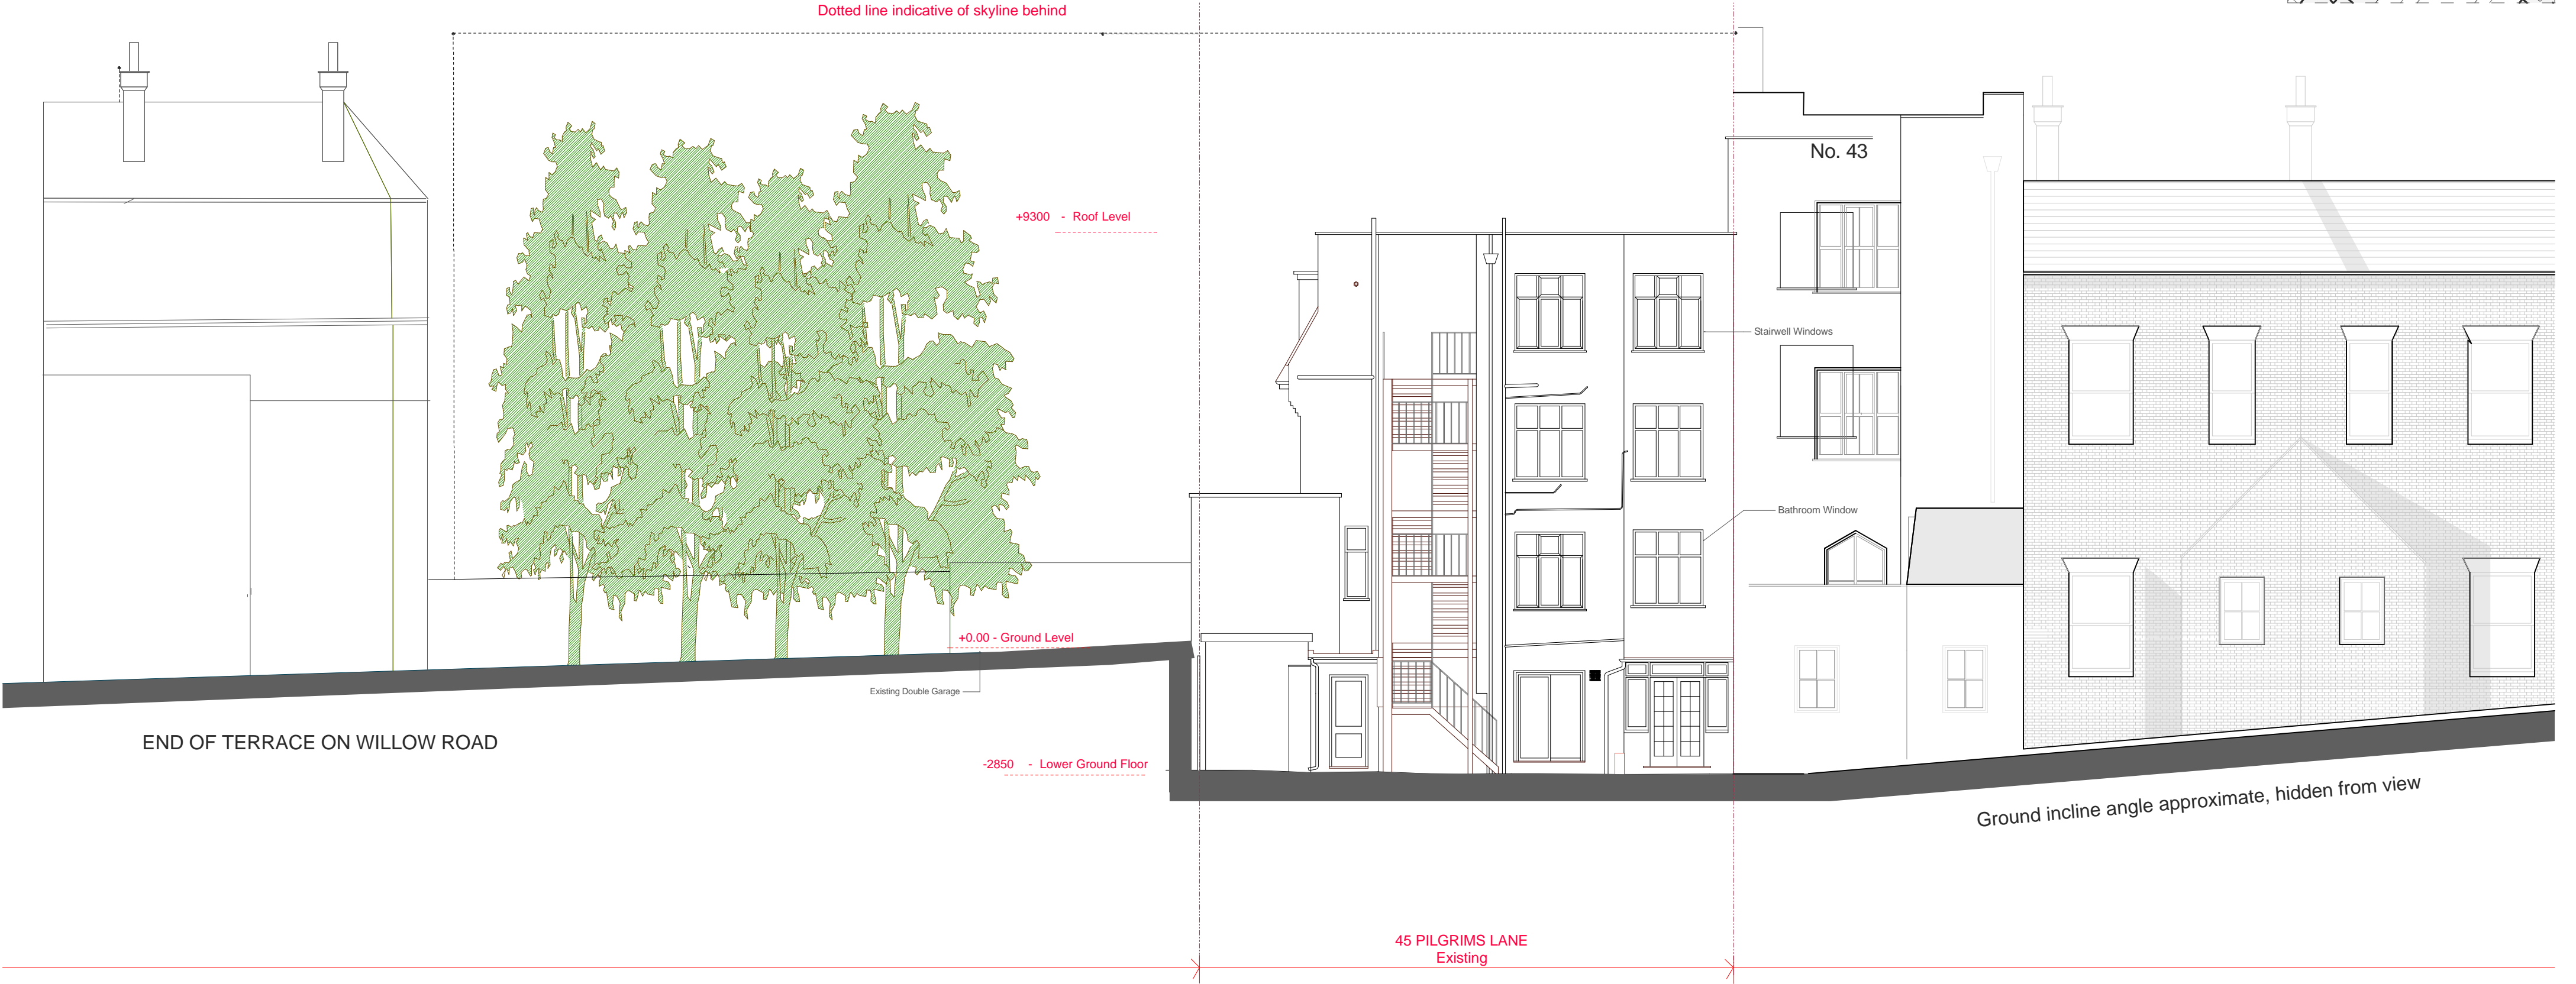 Dotted line indicative of skyline behind
No. 43
+9300 - Roof Level
Stairwell Windows
Bathroom Window
+0.00 - Ground Level
Existing Double Garage
END OF TERRACE ON WILLOW ROAD
-2850 - Lower Ground Floor
Ground incline angle approximate, hidden from view
45 PILGRIMS LANE
Existing